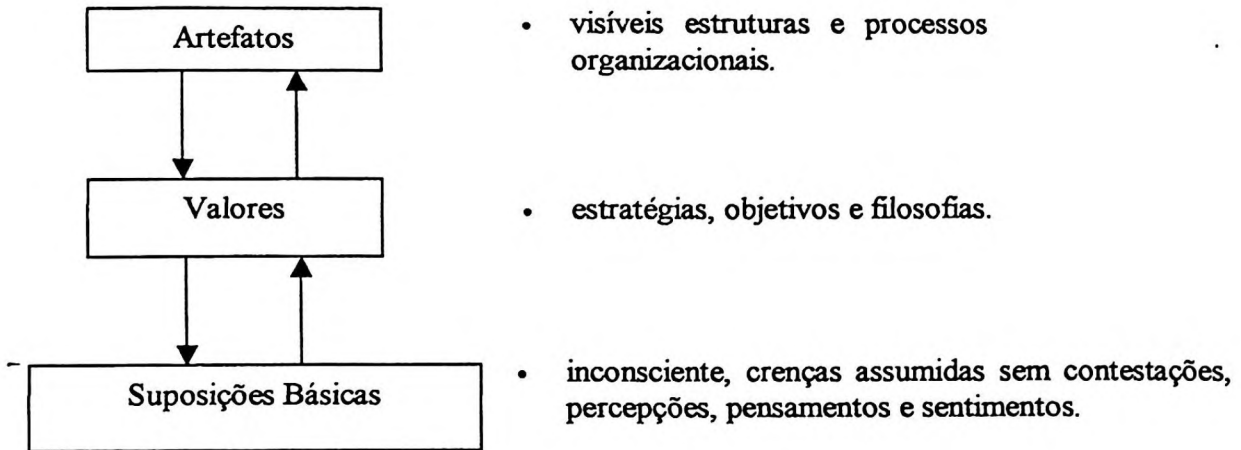 Artefatos
• visíveis estruturas e processos
organizacionais.
Valores
• estratégias, objetivos e filosofias.
Suposições Básicas
• inconsciente, crenças assumidas sem contestações,
percepções, pensamentos e sentimentos.